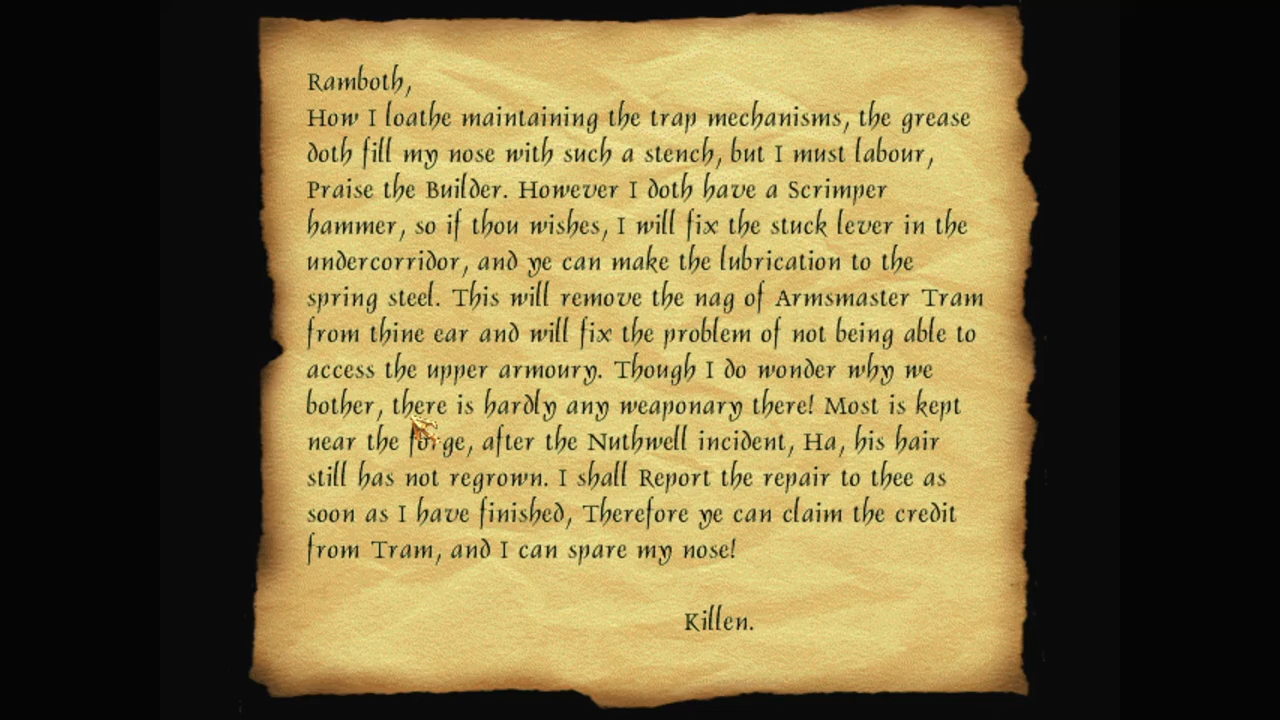 Ramboth,
How I loathe maintaining the trap mechanisms, the grease
doth fill my nose with such a stench, but I must labour,
Praise the Builder. However I doth have a Scrimper
hammer, so if thou wishes, I will fix the stuck lever in the
undercorridor, and ye can make the lubrication to the
spring steel. This will remove the nag of Armsmaster Tram
from thine ear and will fix the problem of not being able to
access the upper armoury. Though I do wonder why we
bother, there is hardly any weaponary there! Most is kept
near the forge, after the Nuthwell incident, Ha, his hair
still has not regrown. I shall Report the repair to thee as
soon as I have finished, Therefore ye can claim the credit
from Tram, and I can spare my nose!
Killen.